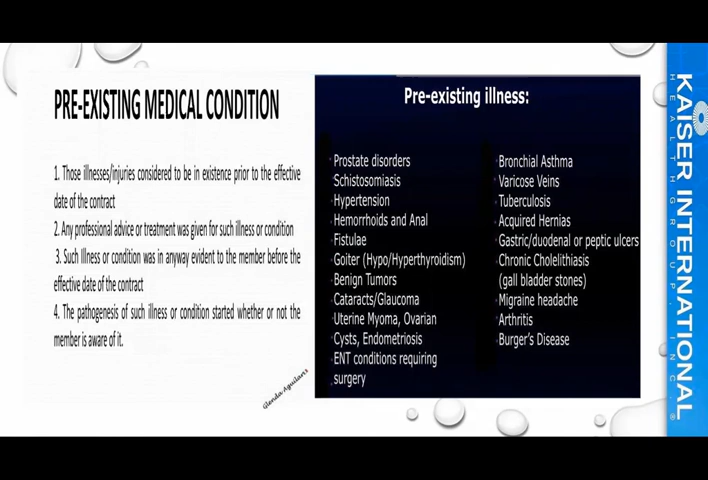 PRE-EXISTING MEDICAL CONDITION
1. Those illnesses/injuries considered to be in existence prior to the effective
date of the contract
2. Any professional advice or treatment was given for such illness or condition
3. Such Illness or condition was in anyway evident to the member before the
effective date of the contract
4. The pathogenesis of such illness or condition started whether or not the
member is aware of it.
Glenda Aguilar
Pre-existing illness:
Prostate disorders
Schistosomiasis
Hypertension
Hemorrhoids and Anal
Fistulae
Goiter (Hypo/Hyperthyroidism)
Benign Tumors
Cataracts/Glaucoma
Uterine Myoma, Ovarian
Cysts, Endometriosis
ENT conditions requiring
surgery
Bronchial Asthma
Varicose Veins
Tuberculosis
Acquired Hernias
Gastric/duodenal or peptic ulcers
Chronic Cholelithiasis
(gall bladder stones)
Migraine headache
Arthritis
Burger's Disease
KAISER INTERNATIONAL
HEALTH GROUP, INC.®